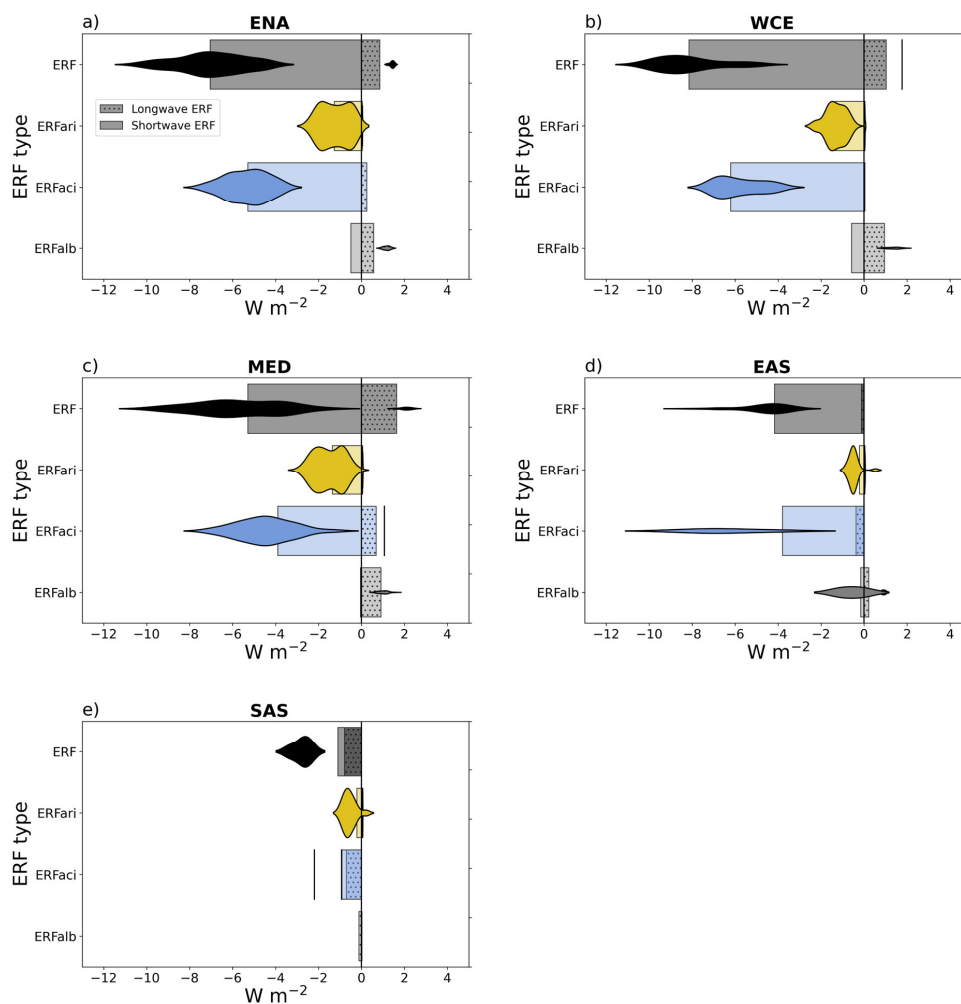 a) ENA
ERF
ERFari
ERFaci
ERFalb
ERF type
Longwave ERF
Shortwave ERF
−12 −10 −8 −6 −4 −2 0 2 4
W m−2
b) WCE
ERF
ERFari
ERFaci
ERFalb
ERF type
−12 −10 −8 −6 −4 −2 0 2 4
W m−2
c) MED
ERF
ERFari
ERFaci
ERFalb
ERF type
−12 −10 −8 −6 −4 −2 0 2 4
W m−2
d) EAS
ERF
ERFari
ERFaci
ERFalb
ERF type
−12 −10 −8 −6 −4 −2 0 2 4
W m−2
e) SAS
ERF
ERFari
ERFaci
ERFalb
ERF type
−12 −10 −8 −6 −4 −2 0 2 4
W m−2